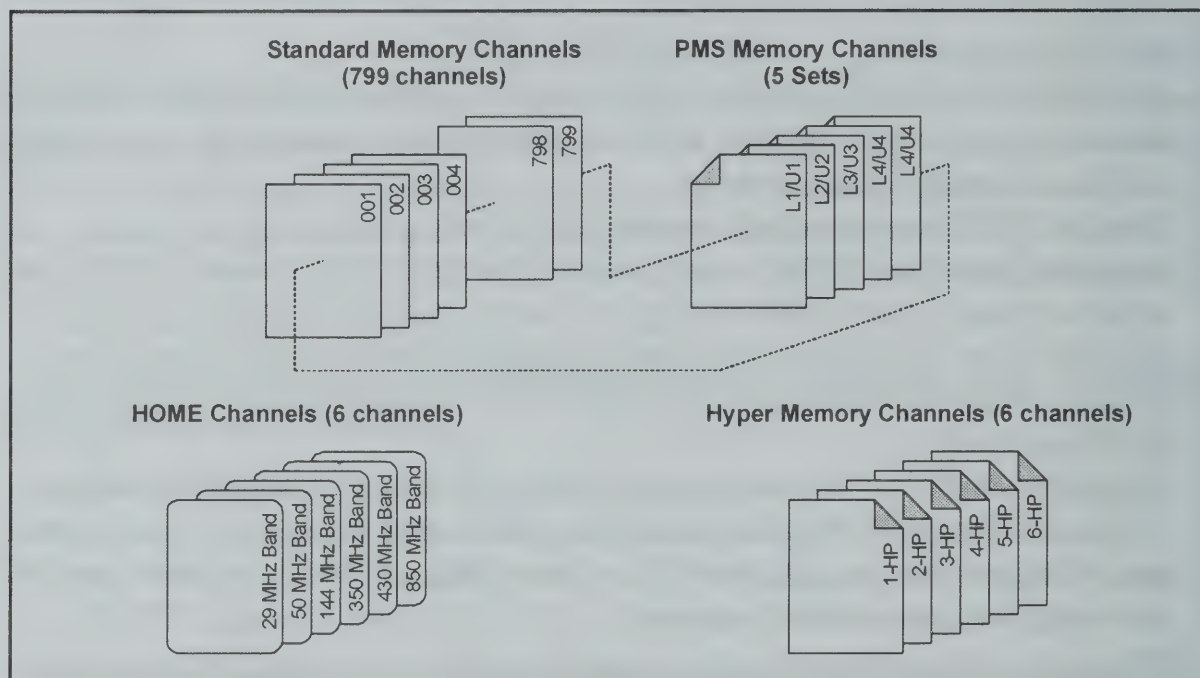 Standard Memory Channels
(799 channels)
PMS Memory Channels
(5 Sets)
001
002
003
004
798
799
L1/U1
L2/U2
L3/U3
L4/U4
L4/U4
HOME Channels (6 channels)
Hyper Memory Channels (6 channels)
29 MHz Band
50 MHz Band
144 MHz Band
350 MHz Band
430 MHz Band
850 MHz Band
1-HP
2-HP
3-HP
4-HP
5-HP
6-HP